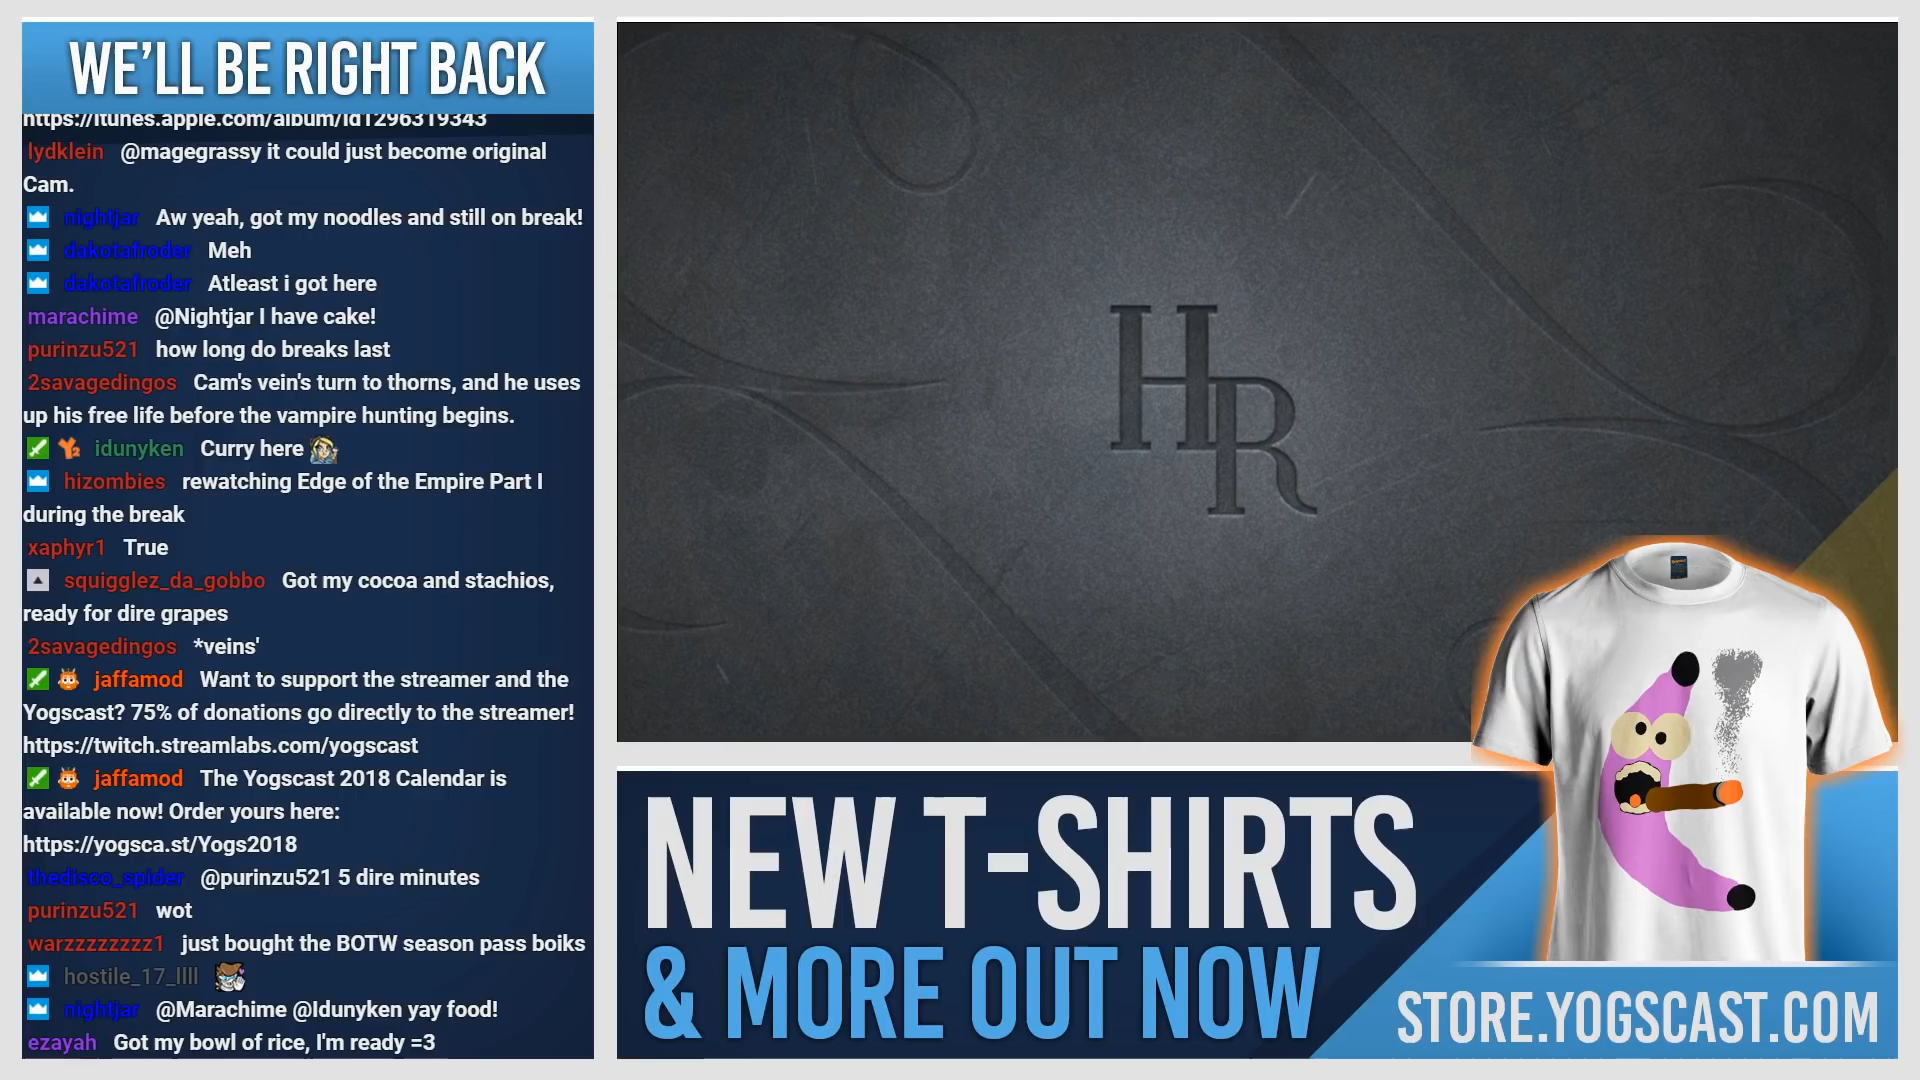 WE'LL BE RIGHT BACK
https://itunes.apple.com/album/id1296319343
lydklein @magegrassy it could just become original
Cam.
nightjar Aw yeah, got my noodles and still on break!
dakotafroder Meh
dakotafroder Atleast i got here
marachime @Nightjar I have cake!
purinzu521 how long do breaks last
2savagedingos Cam's vein's turn to thorns, and he uses
up his free life before the vampire hunting begins.
idunyken Curry here
hizombies rewatching Edge of the Empire Part I
during the break
xaphyr1 True
squigglez_da_gobbo Got my cocoa and stachios,
ready for dire grapes
2savagedingos *veins'
jaffamod Want to support the streamer and the
Yogscast? 75% of donations go directly to the streamer!
https://twitch.streamlabs.com/yogscast
jaffamod The Yogscast 2018 Calendar is
available now! Order yours here:
https://yogsca.st/Yogs2018
thedisco_spider @purinzu521 5 dire minutes
purinzu521 wot
warzzzzzzzz1 just bought the BOTW season pass boiks
hostile_17_llll
nightjar @Marachime @Idunyken yay food!
ezayah Got my bowl of rice, I'm ready =3
HR
NEW T-SHIRTS
& MORE OUT NOW
STORE.YOGSCAST.COM